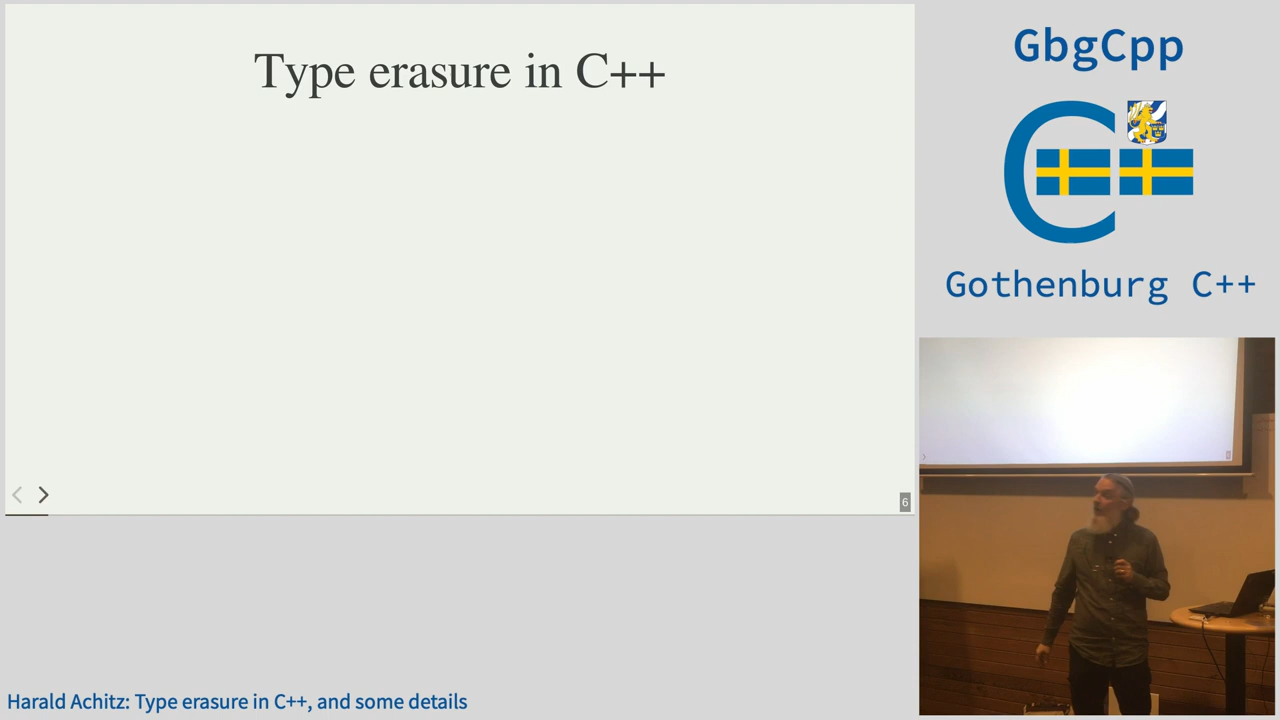 Type erasure in C++
6
GbgCpp
C
Gothenburg C++
Harald Achitz: Type erasure in C++, and some details